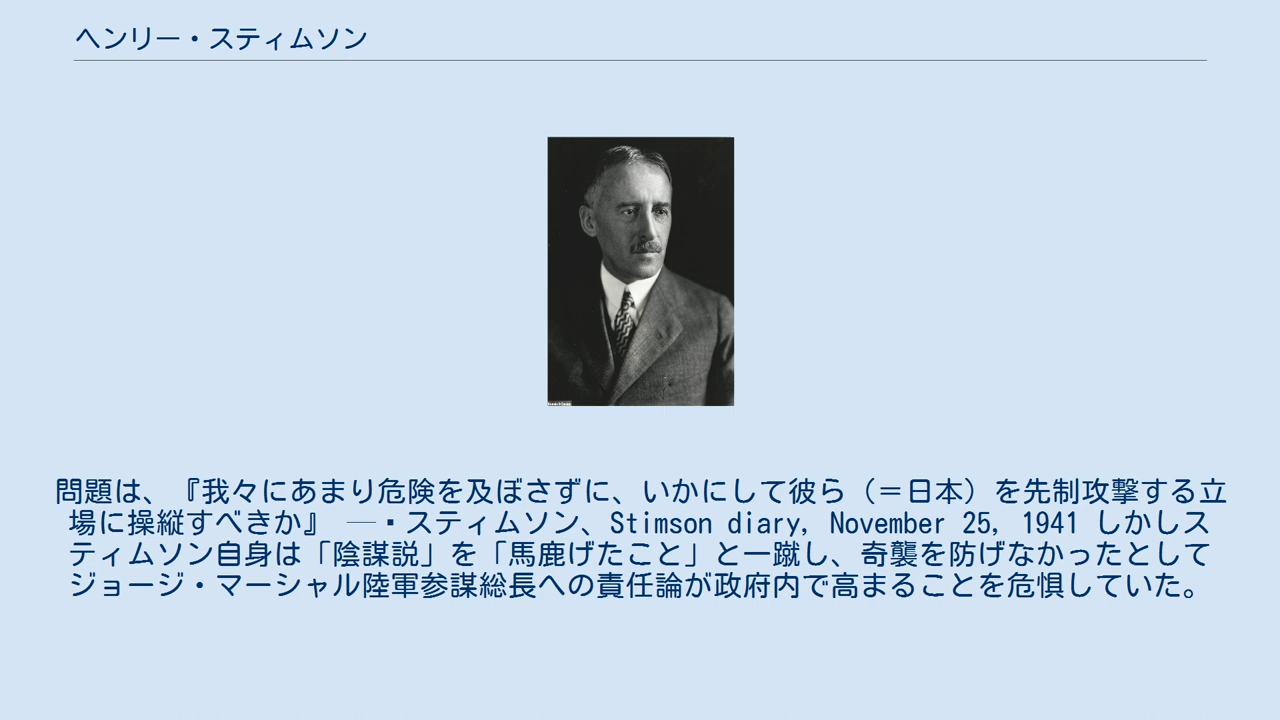 ヘンリー・スティムソン
問題は、『我々にあまり危険を及ぼさずに、いかにして彼ら（＝日本）を先制攻撃する立
場に操縦すべきか』 ─・スティムソン、Stimson diary, November 25, 1941 しかしス
ティムソン自身は「陰謀説」を「馬鹿げたこと」と一蹴し、奇襲を防げなかったとして
ジョージ・マーシャル陸軍参謀総長への責任論が政府内で高まることを危惧していた。